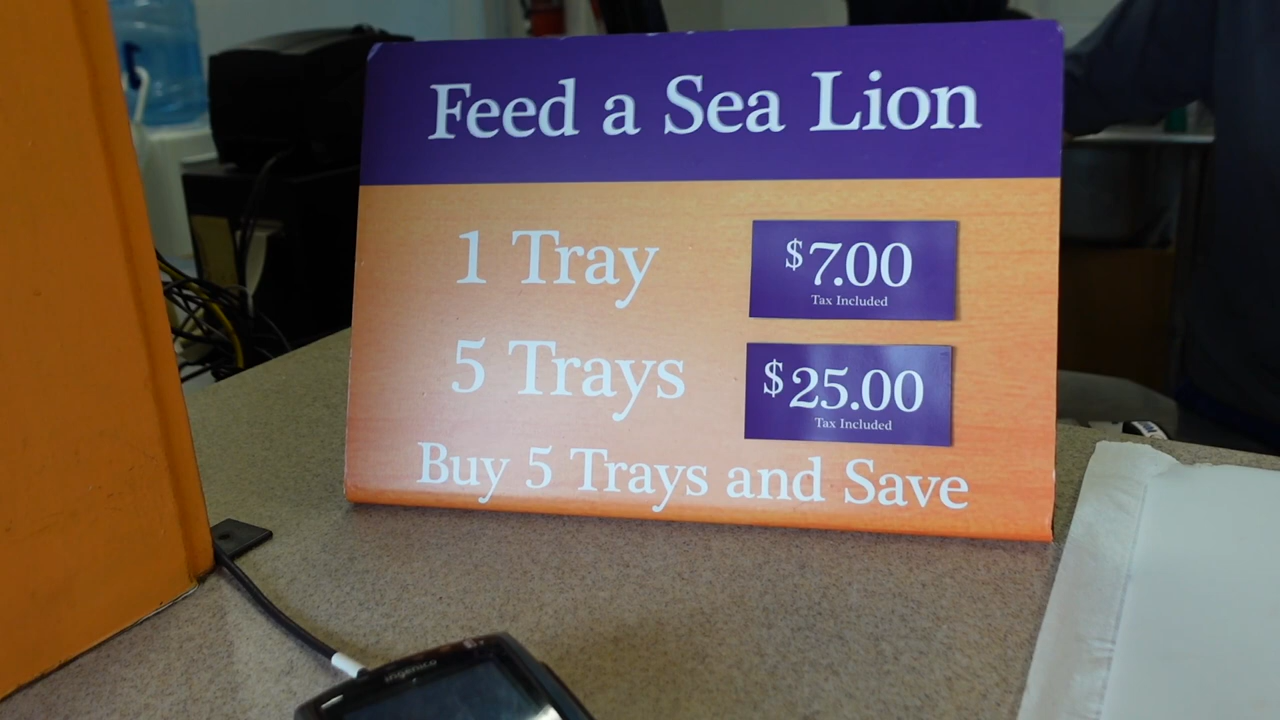 Feed a Sea Lion
1 Tray
$7.00
Tax Included
5 Trays
$25.00
Tax Included
Buy 5 Trays and Save
ingenico